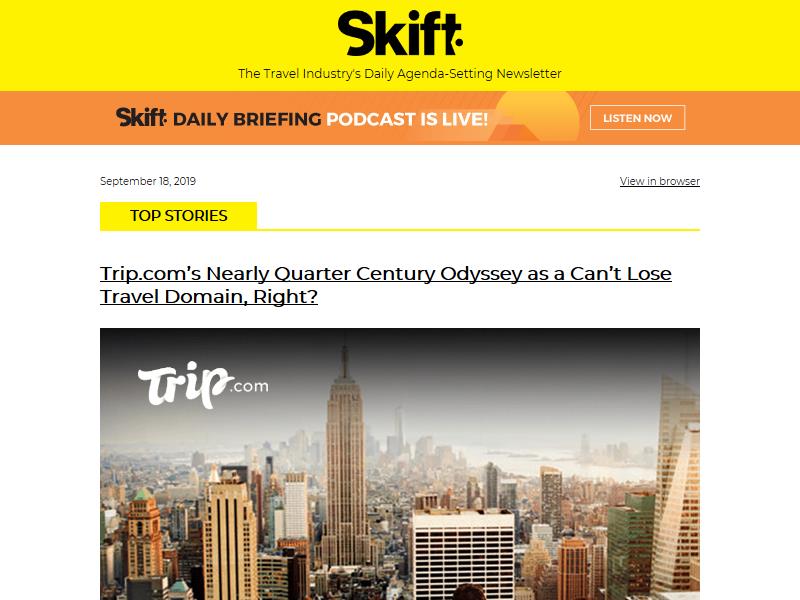 Skift:
The Travel Industry's Daily Agenda-Setting Newsletter
Skift: DAILY BRIEFING PODCAST IS LIVE!
LISTEN NOW
September 18, 2019
View in browser
TOP STORIES
Trip.com’s Nearly Quarter Century Odyssey as a Can’t Lose
Travel Domain, Right?
Trip.com